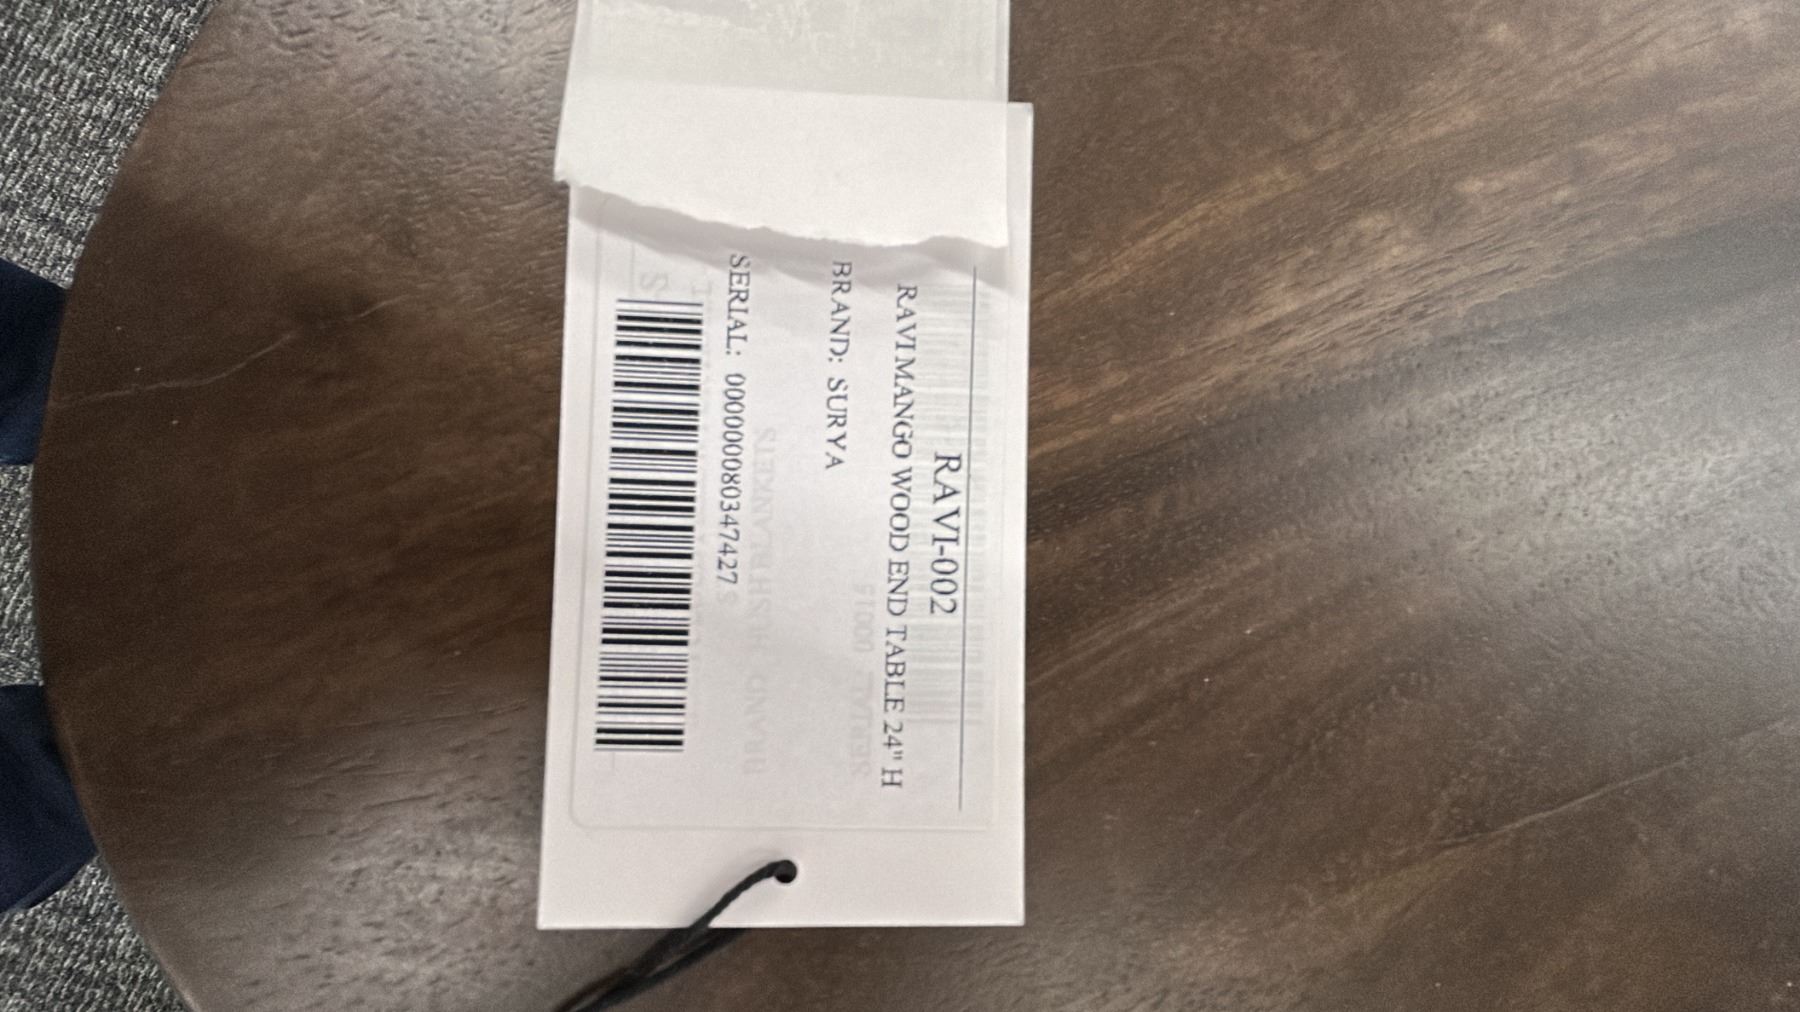 RAVI-002
RAVI MANGO WOOD END TABLE 24" H
BRAND: SURYA
SERIAL: 000000080347427